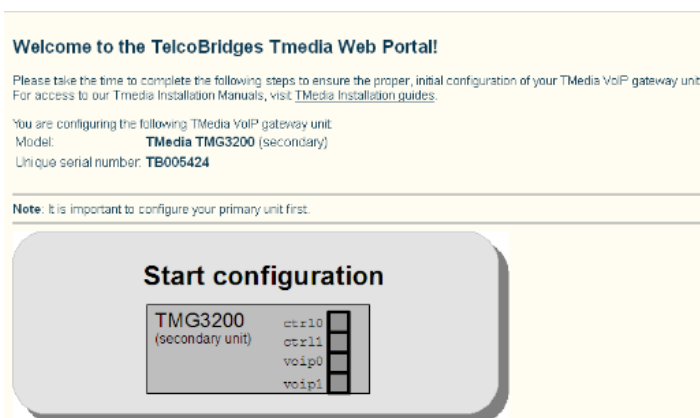 Welcome to the TelcoBridges Tmedia Web Portal!
Please take the time to complete the following steps to ensure the proper, initial configuration of your TMedia VoIP gateway unit
For access to our Tmedia Installation Manuals, visit TMedia Installation guides.
You are configuring the following TMedia VoIP gateway unit
Model: TMedia TMG3200 (secondary)
Unique serial number: TB005424
Note: It is important to configure your primary unit first.
Start configuration
TMG3200
(secondary unit)
ctrl0
ctrl1
voip0
voip1